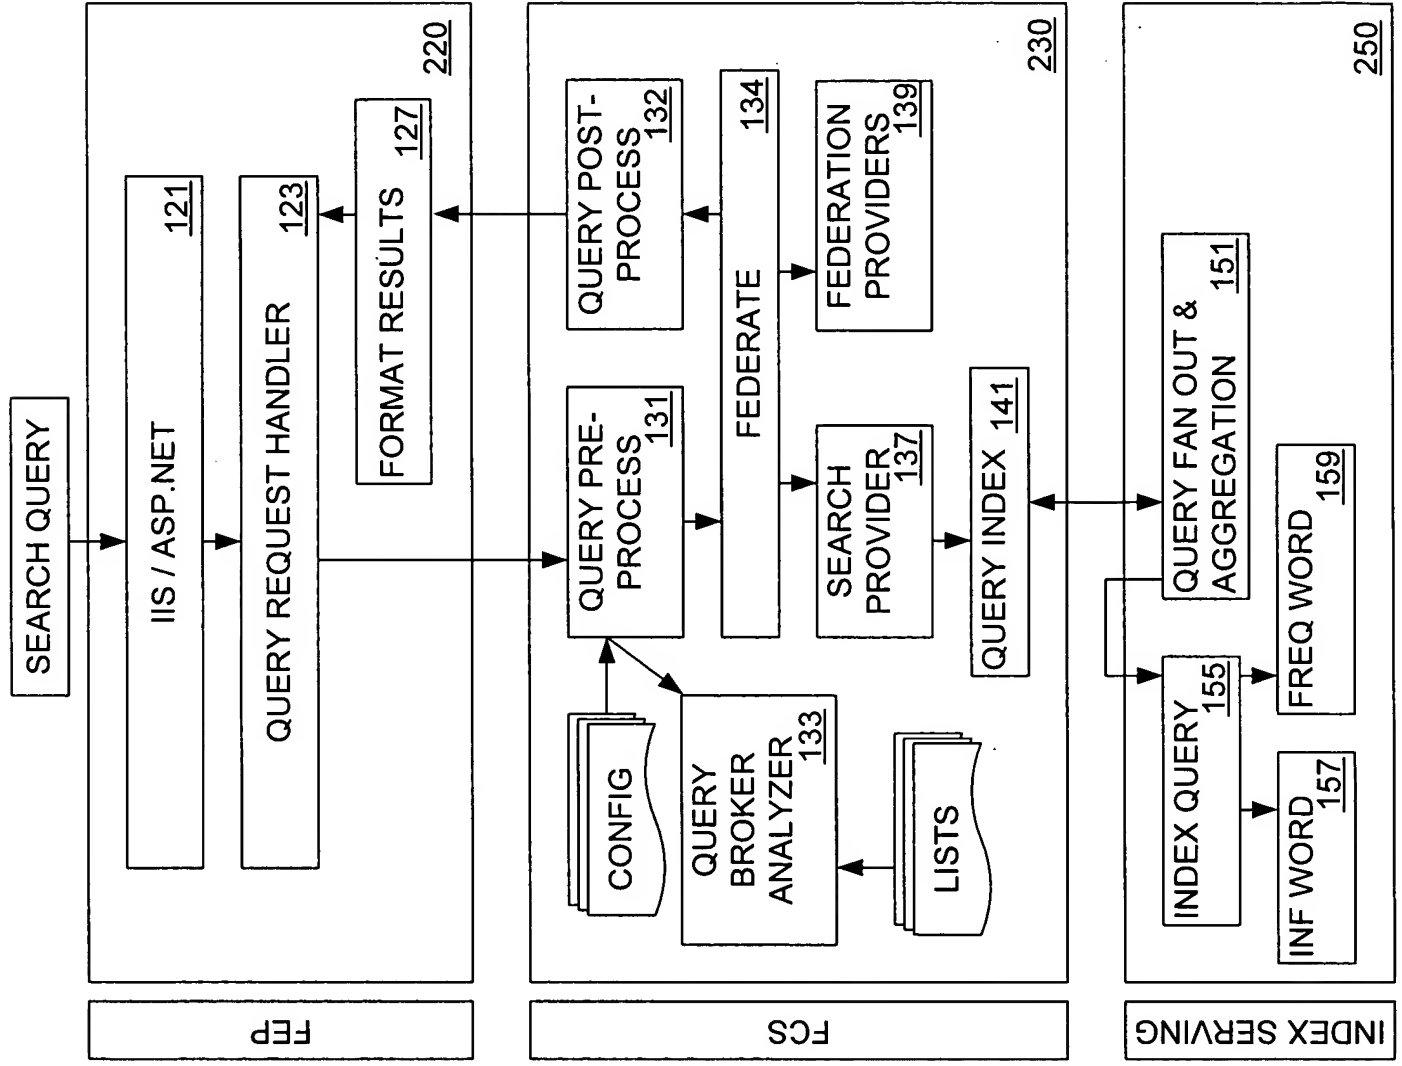 SEARCH QUERY
FEP
220
IIS / ASP.NET
121
QUERY REQUEST HANDLER
123
FORMAT RESULTS
127
FCS
230
CONFIG
QUERY PRE-
PROCESS
131
QUERY POST-
PROCESS
132
QUERY
BROKER
ANALYZER
133
FEDERATE
134
LISTS
SEARCH
PROVIDER
137
FEDERATION
PROVIDERS
139
QUERY INDEX
141
INDEX SERVING
250
INDEX QUERY
155
QUERY FAN OUT &
AGGREGATION
151
INF WORD
157
FREQ WORD
159